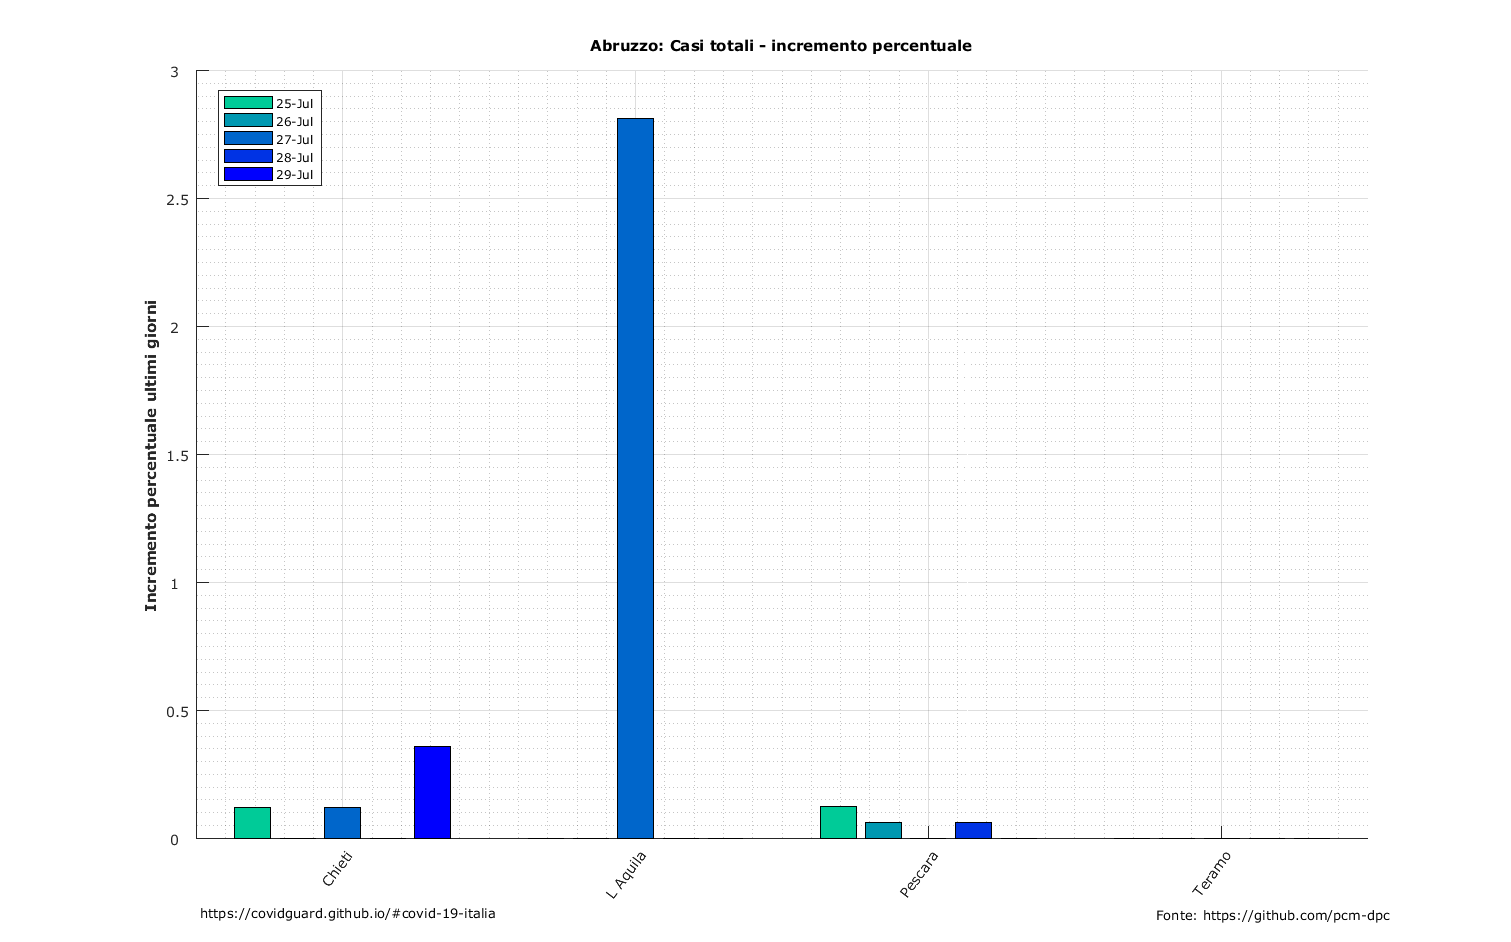 Abruzzo: Casi totali - incremento percentuale
3
25-Jul
26-Jul
27-Jul
28-Jul
29-Jul
2.5
2
1.5
1
0.5
0
Incremento percentuale ultimi giorni
Chieti
L Aquila
Pescara
Teramo
https://covidguard.github.io/#covid-19-italia
Fonte: https://github.com/pcm-dpc